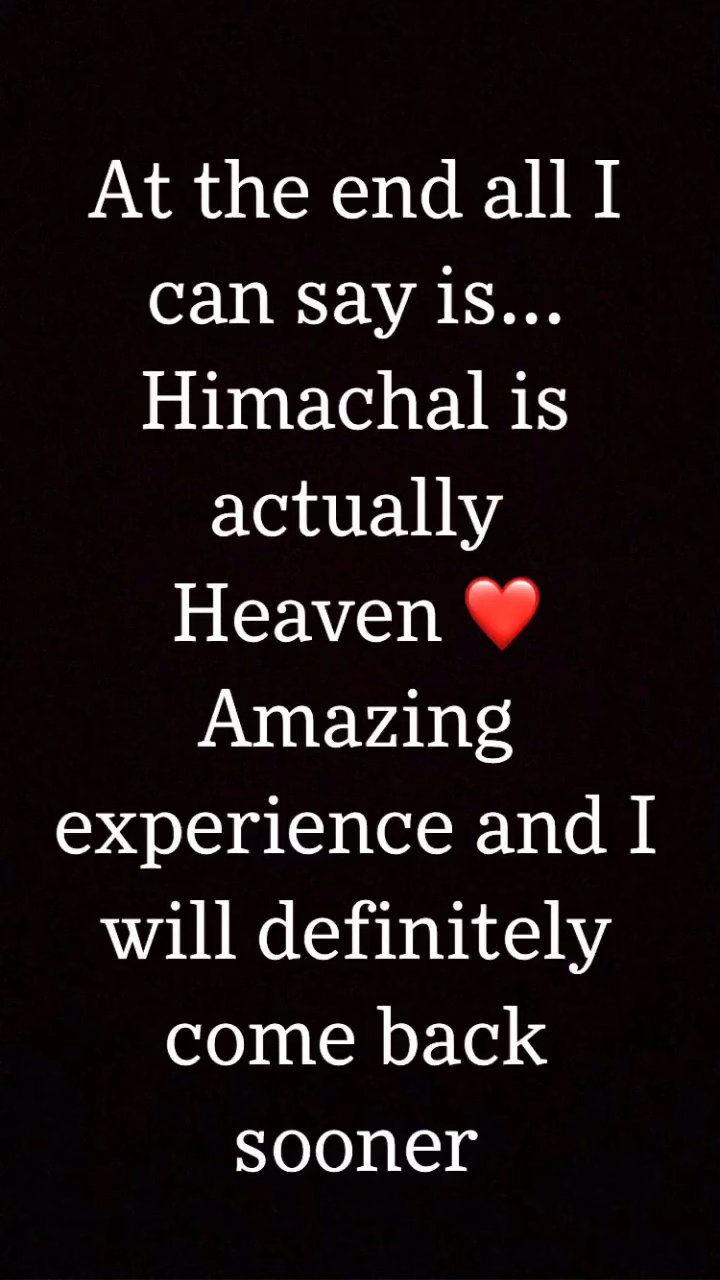 At the end all I
can say is...
Himachal is
actually
Heaven ❤️
Amazing
experience and I
will definitely
come back
sooner